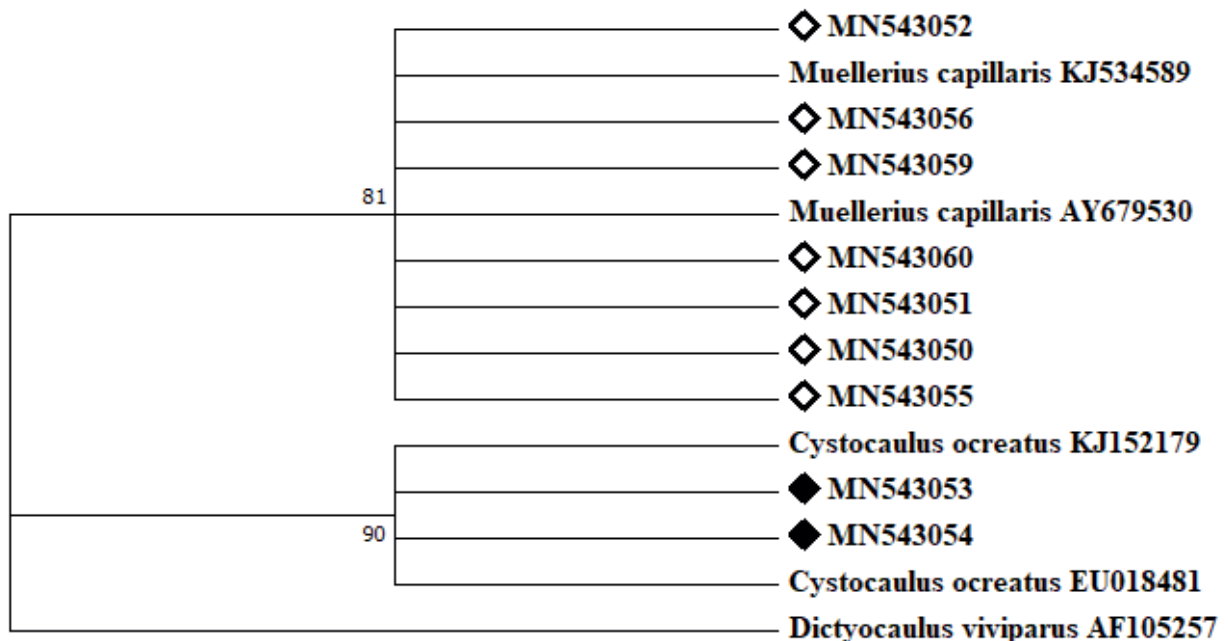 MN543052
Muellerius capillaris KJ534589
MN543056
MN543059
81
Muellerius capillaris AY679530
MN543060
MN543051
MN543050
MN543055
Cystocaulus ocreatus KJ152179
MN543053
90
MN543054
Cystocaulus ocreatus EU018481
Dictyocaulus viviparus AF105257